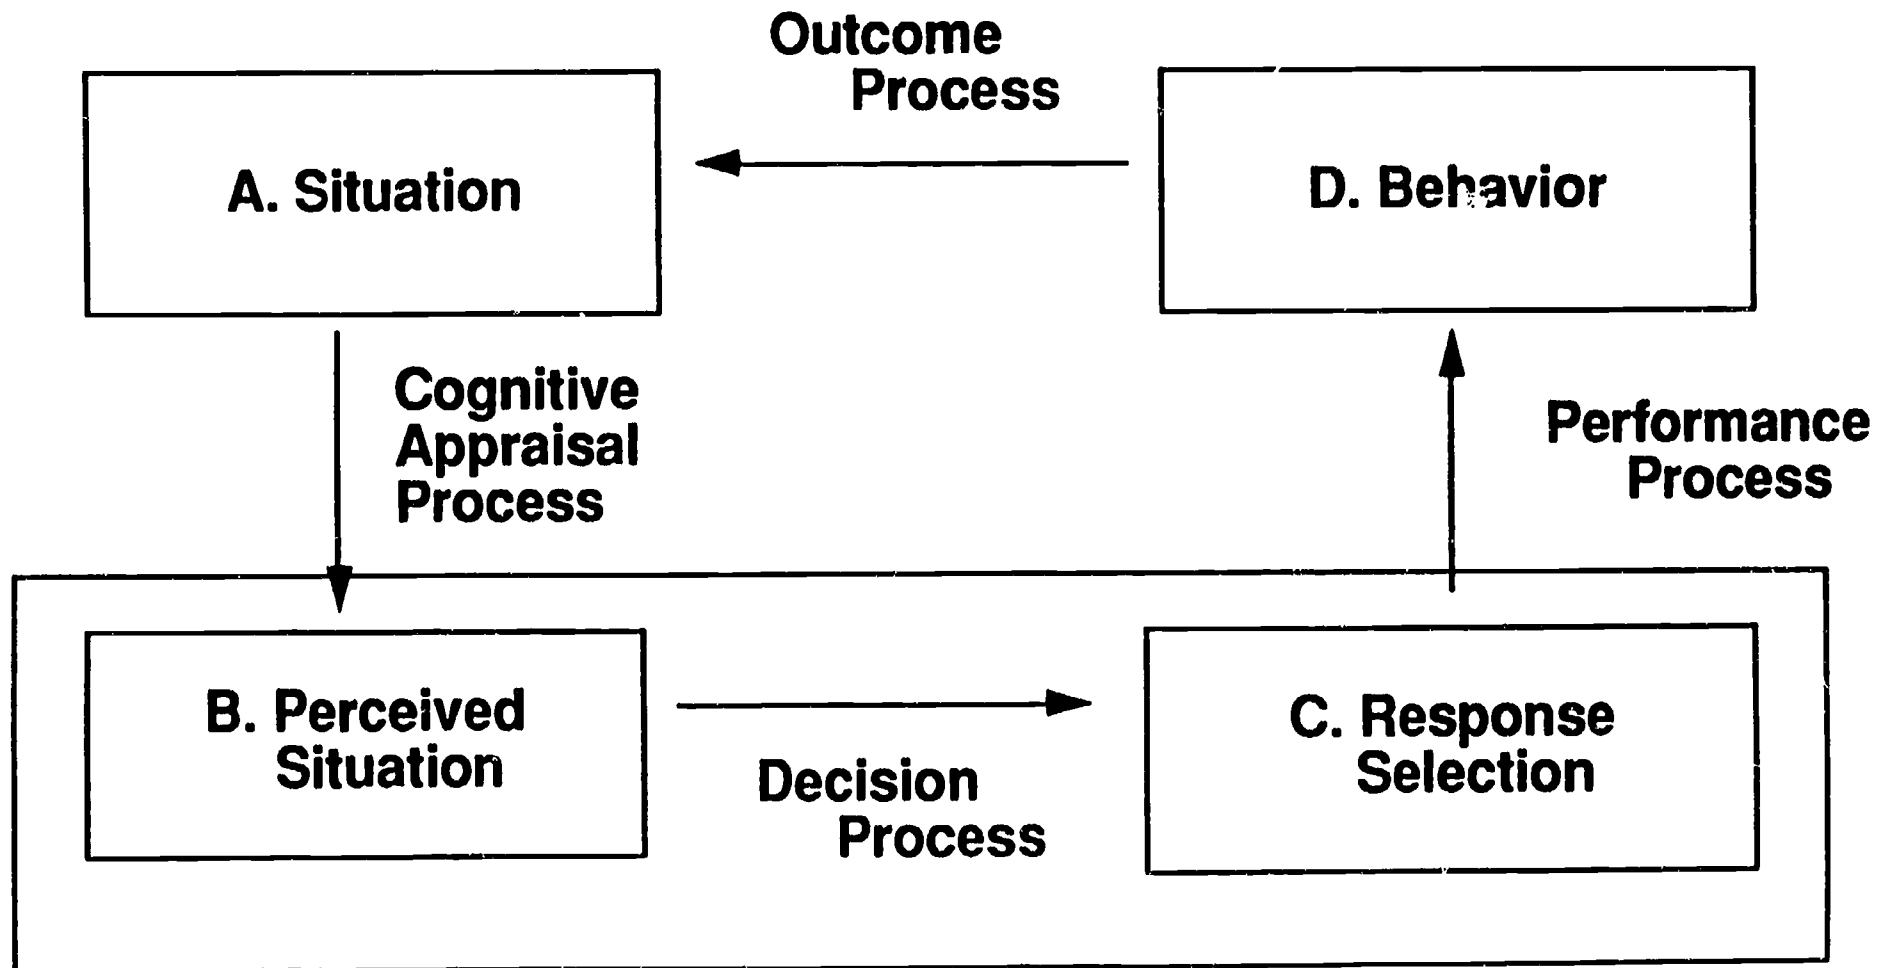 Outcome
Process
A. Situation
D. Behavior
Cognitive
Appraisal
Process
Performance
Process
B. Perceived
Situation
Decision
Process
C. Response
Selection